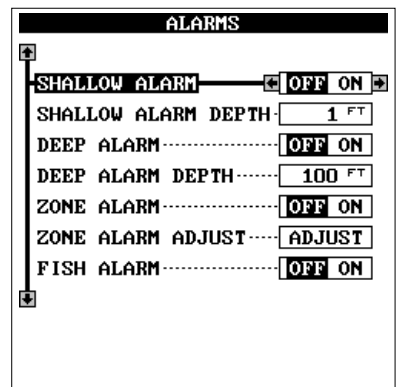 ALARMS
SHALLOW ALARM OFF ON
SHALLOW ALARM DEPTH 1 FT
DEEP ALARM OFF ON
DEEP ALARM DEPTH 100 FT
ZONE ALARM OFF ON
ZONE ALARM ADJUST ADJUST
FISH ALARM OFF ON